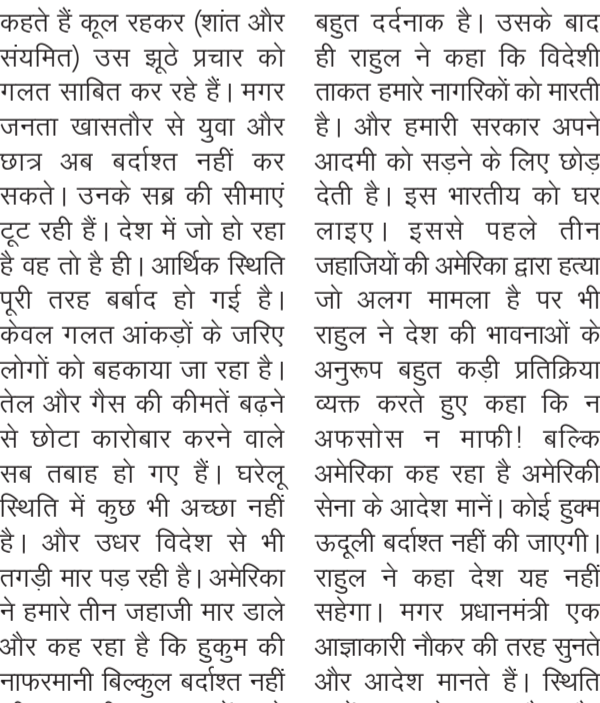 कहते हैं कूल रहकर (शांत और
संयमित) उस झूठे प्रचार को
गलत साबित कर रहे हैं। मगर
जनता खासतौर से युवा और
छात्र अब बर्दाश्त नहीं कर
सकते। उनके सब्र की सीमाएं
टूट रही हैं। देश में जो हो रहा
है वह तो है ही। आर्थिक स्थिति
पूरी तरह बर्बाद हो गई है।
केवल गलत आंकड़ों के जरिए
लोगों को बहकाया जा रहा है।
तेल और गैस की कीमतें बढ़ने
से छोटा कारोबार करने वाले
सब तबाह हो गए हैं। घरेलू
स्थिति में कुछ भी अच्छा नहीं
है। और उधर विदेश से भी
तगड़ी मार पड़ रही है। अमेरिका
ने हमारे तीन जहाजी मार डाले
और कह रहा है कि हुकुम की
नाफरमानी बिल्कुल बर्दाश्त नहीं
बहुत दर्दनाक है। उसके बाद
ही राहुल ने कहा कि विदेशी
ताकत हमारे नागरिकों को मारती
है। और हमारी सरकार अपने
आदमी को सड़ने के लिए छोड़
देती है। इस भारतीय को घर
लाइए। इससे पहले तीन
जहाजियों की अमेरिका द्वारा हत्या
जो अलग मामला है पर भी
राहुल ने देश की भावनाओं के
अनुरूप बहुत कड़ी प्रतिक्रिया
व्यक्त करते हुए कहा कि न
अफसोस न माफी! बल्कि
अमेरिका कह रहा है अमेरिकी
सेना के आदेश मानें। कोई हुक्म
ऊदूली बर्दाश्त नहीं की जाएगी।
राहुल ने कहा देश यह नहीं
सहेगा। मगर प्रधानमंत्री एक
आज्ञाकारी नौकर की तरह सुनते
और आदेश मानते हैं। स्थिति